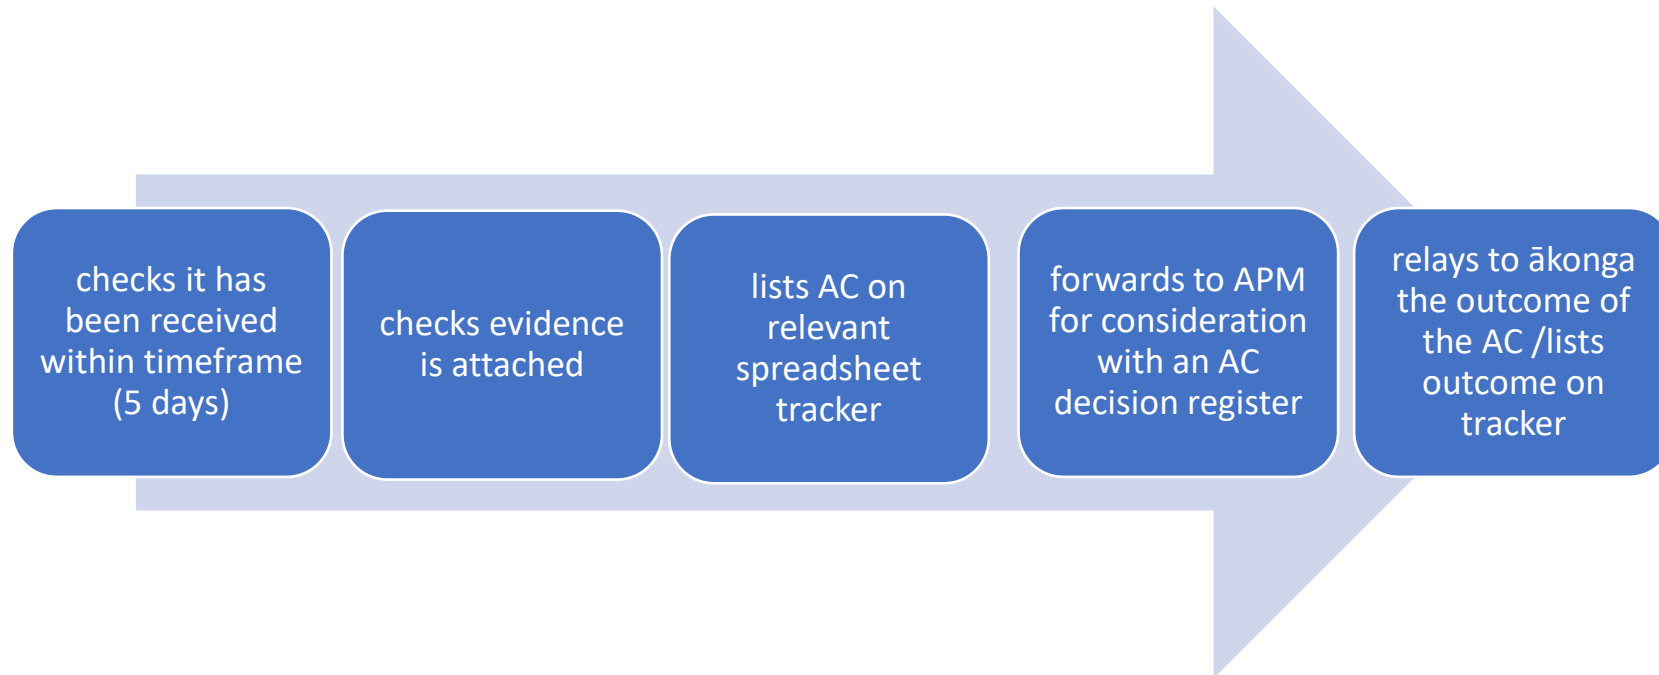 checks it has
been received
within timeframe
(5 days)
checks evidence
is attached
lists AC on
relevant
spreadsheet
tracker
forwards to APM
for consideration
with an AC
decision register
relays to ākonga
the outcome of
the AC /lists
outcome on
tracker